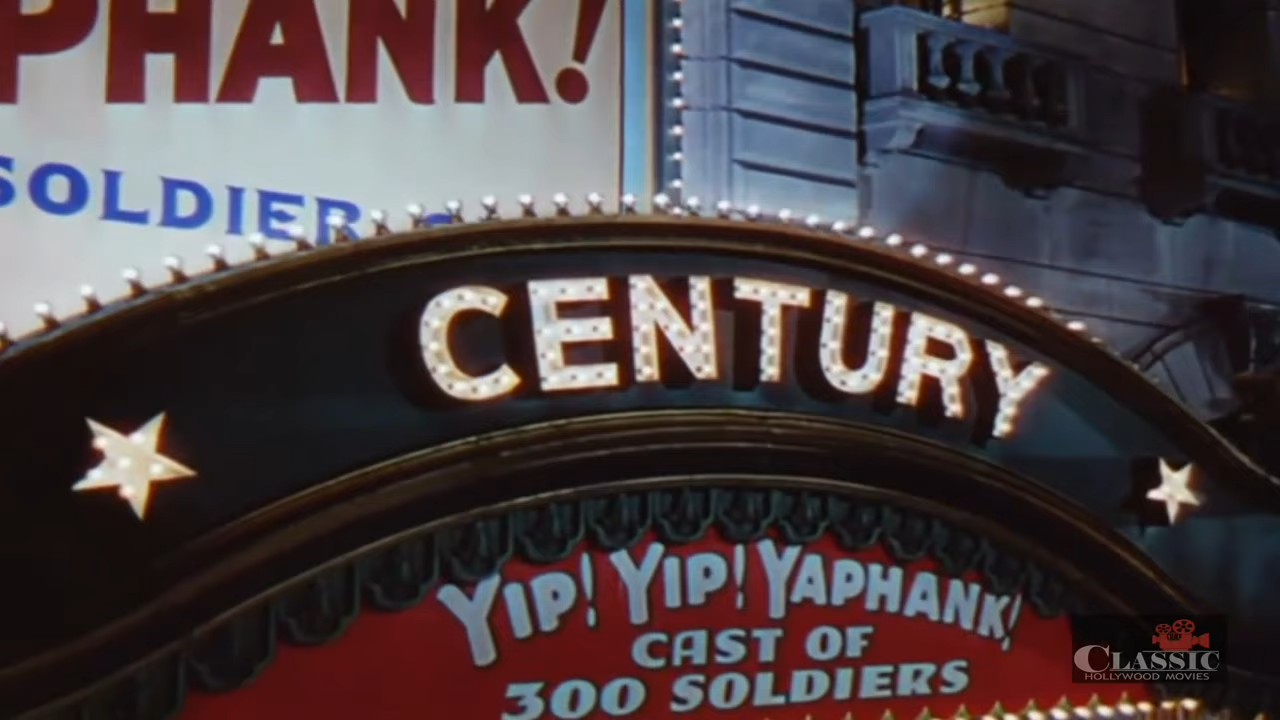 PHANK!
SOLDIER
CENTURY
YIP! YIP! YAPHANK!
CAST OF
300 SOLDIERS
CLASSIC
HOLLYWOOD MOVIES